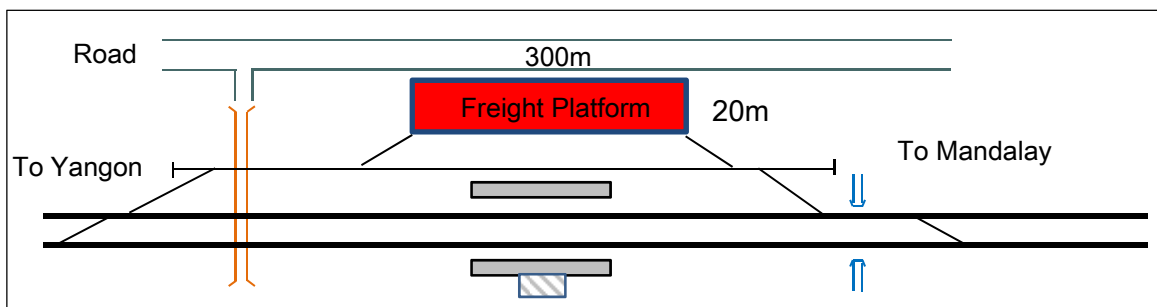 Road
300m
Freight Platform
20m
To Yangon
To Mandalay